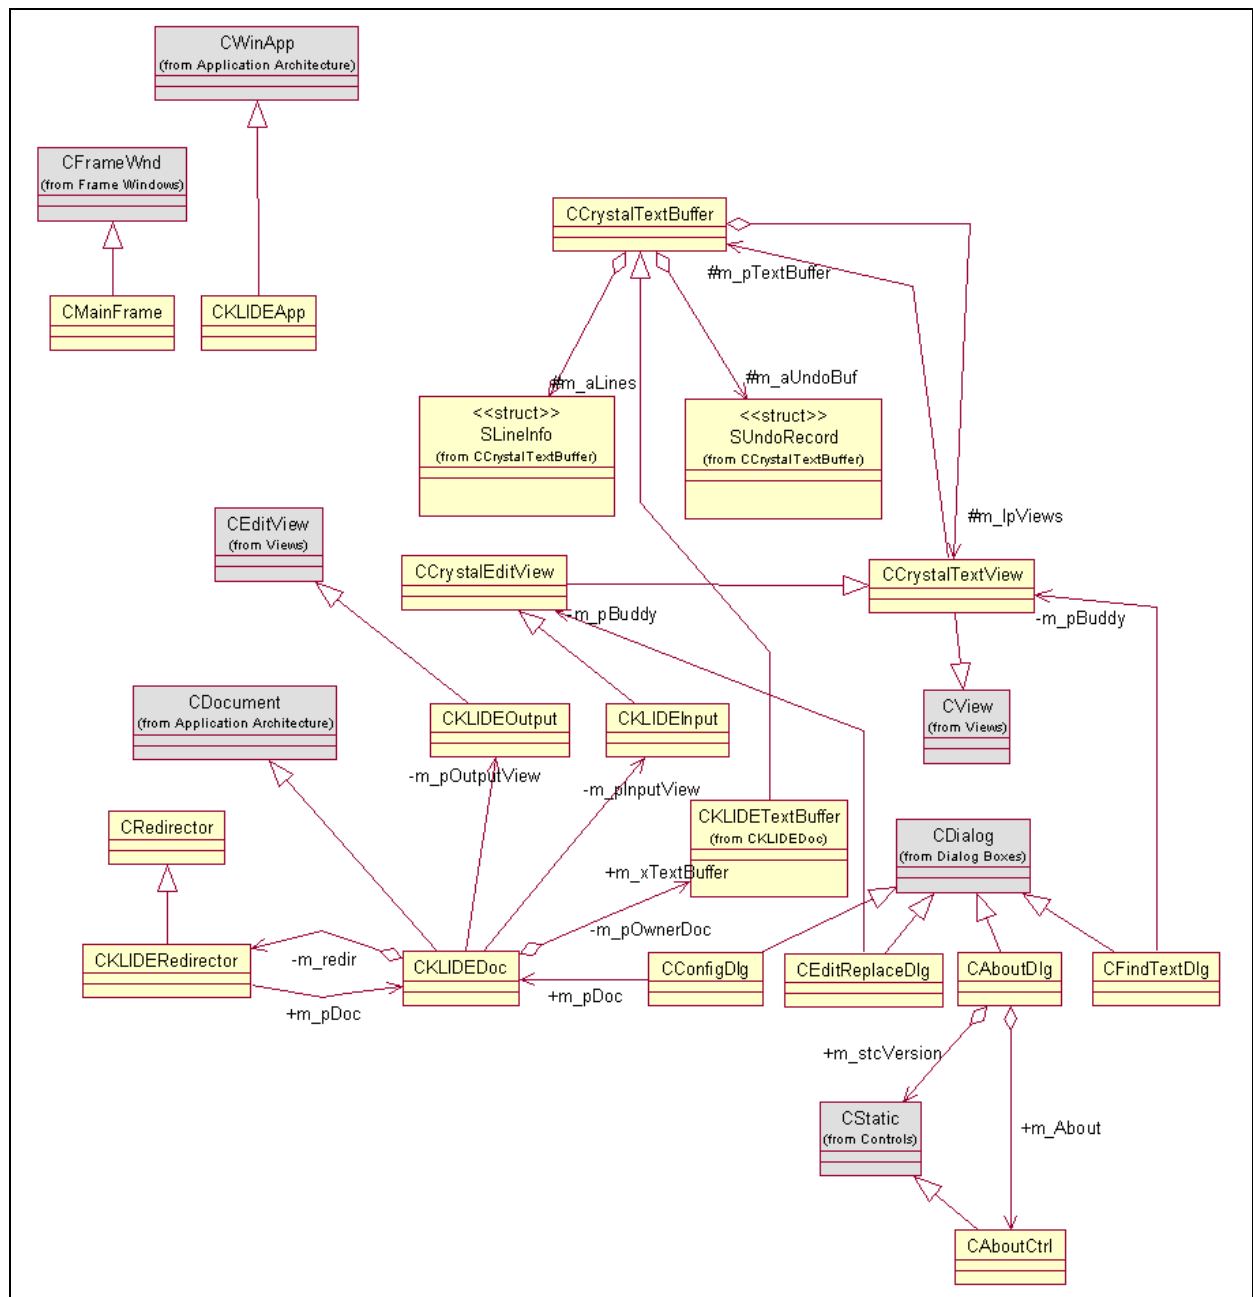 CWinApp
(from Application Architecture)
CFrameWnd
(from Frame Windows)
CCrystalTextBuffer
#m_pTextBuffer
CMainFrame
CKLIDEApp
#m_aLines
#m_aUndoBuf
<<struct>>
SLineInfo
(from CCrystalTextBuffer)
<<struct>>
SUndoRecord
(from CCrystalTextBuffer)
#m_lpViews
CEditView
(from Views)
CCrystalEditView
CCrystalTextView
-m_pBuddy
-m_pBuddy
CDocument
(from Application Architecture)
CKLIDEOutput
CKLIDEInput
CView
(from Views)
-m_pOutputView
-m_pInputView
CRedirector
CKLIDETextBuffer
(from CKLIDEDoc)
CDialog
(from Dialog Boxes)
+m_xTextBuffer
-m_pOwnerDoc
-m_redir
CKLIDERedirector
CKLIDEDoc
CConfigDlg
CEditReplaceDlg
CAboutDlg
CFindTextDlg
+m_pDoc
+m_pDoc
+m_stcVersion
CStatic
(from Controls)
+m_About
CAboutCtrl